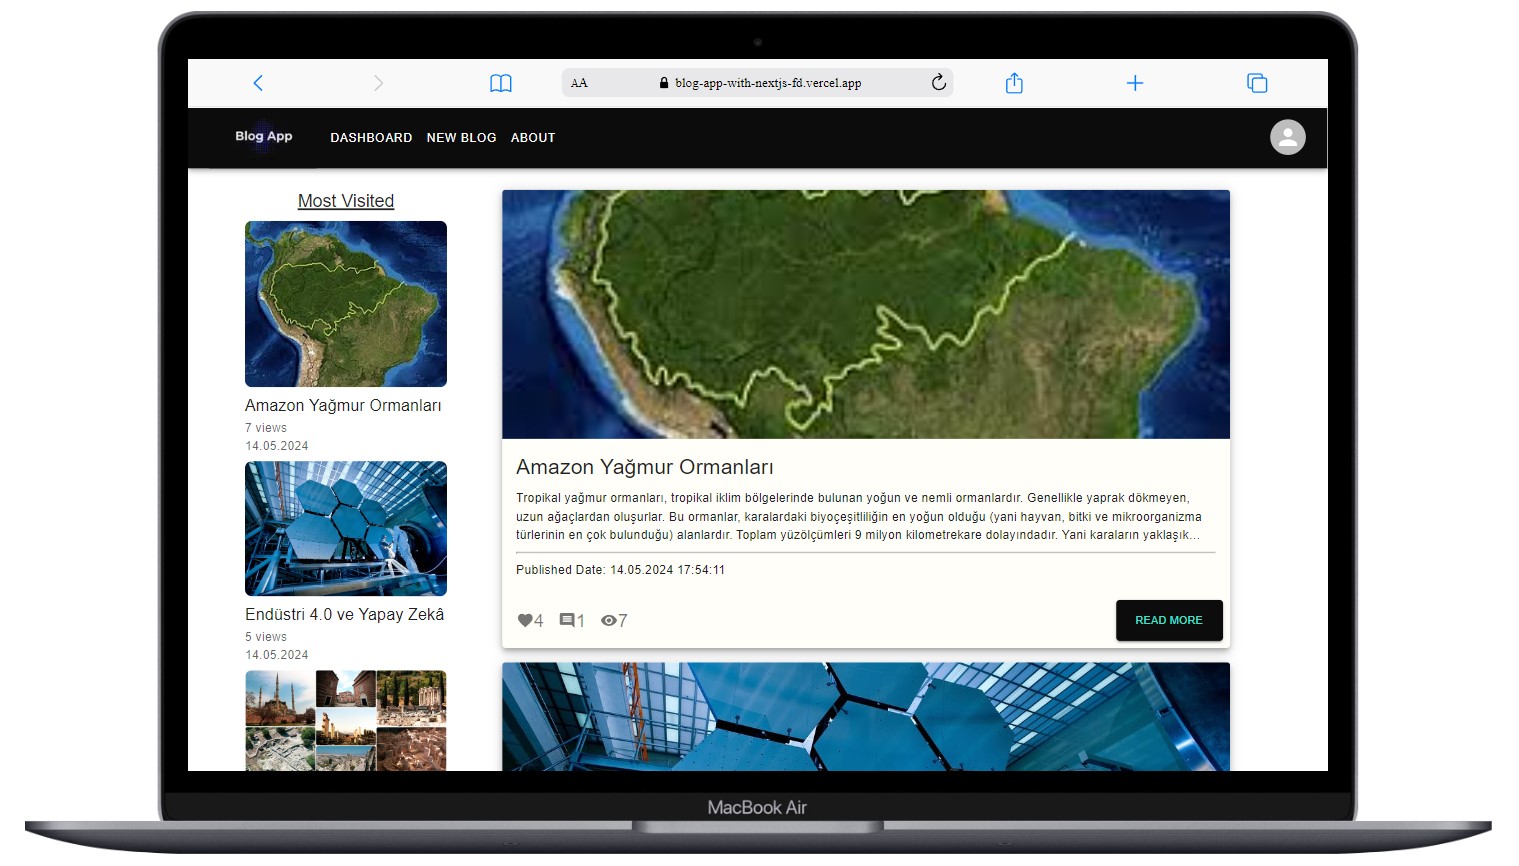 AA
blog-app-with-nextjs-fd.vercel.app
Blog App
DASHBOARD
NEW BLOG
ABOUT
Most Visited
Amazon Yağmur Ormanları
7 views
14.05.2024
Endüstri 4.0 ve Yapay Zekâ
5 views
14.05.2024
Amazon Yağmur Ormanları
Tropikal yağmur ormanları, tropikal iklim bölgelerinde bulunan yoğun ve nemli ormanlardır. Genellikle yaprak dökmeyen,
uzun ağaçlardan oluşurlar. Bu ormanlar, karalardaki biyoçeşitliliğin en yoğun olduğu (yani hayvan, bitki ve mikroorganizma
türlerinin en çok bulunduğu) alanlardır. Toplam yüzölçümleri 9 milyon kilometrekare dolayındadır. Yani karaların yaklaşık...
Published Date: 14.05.2024 17:54:11
4
1
7
READ MORE
MacBook Air